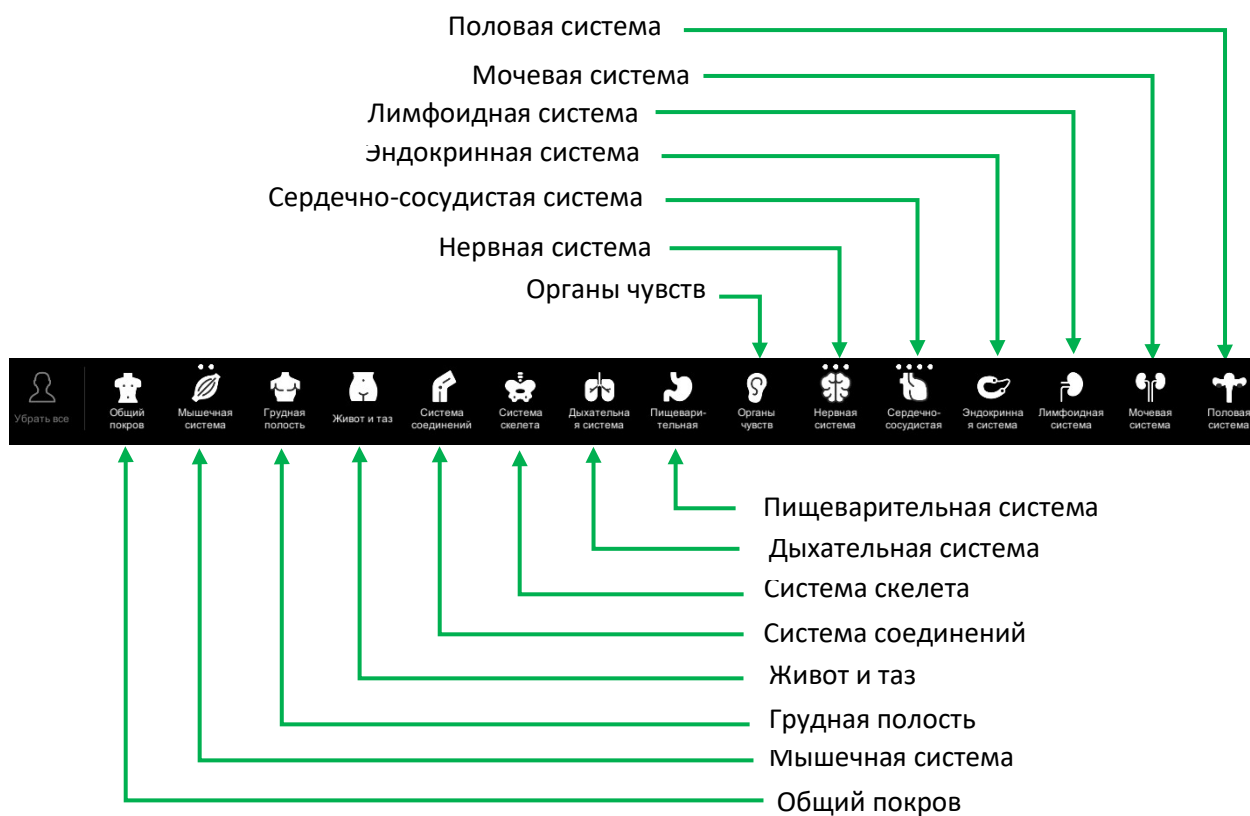 Половая система
Мочевая система
Лимфоидная система
Эндокринная система
Сердечно-сосудистая система
Нервная система
Органы чувств
Убрать все
Общий
покров
Мышечная
система
Грудная
полость
Живот и таз
Система
соединений
Система
скелета
Дыхательна
я система
Пищевари-
тельная
Органы
чувств
Нервная
система
Сердечно-
сосудистая
Эндокринна
я система
Лимфоидная
система
Мочевая
система
Половая
система
Пищеварительная система
Дыхательная система
Система скелета
Система соединений
Живот и таз
Грудная полость
Мышечная система
Общий покров